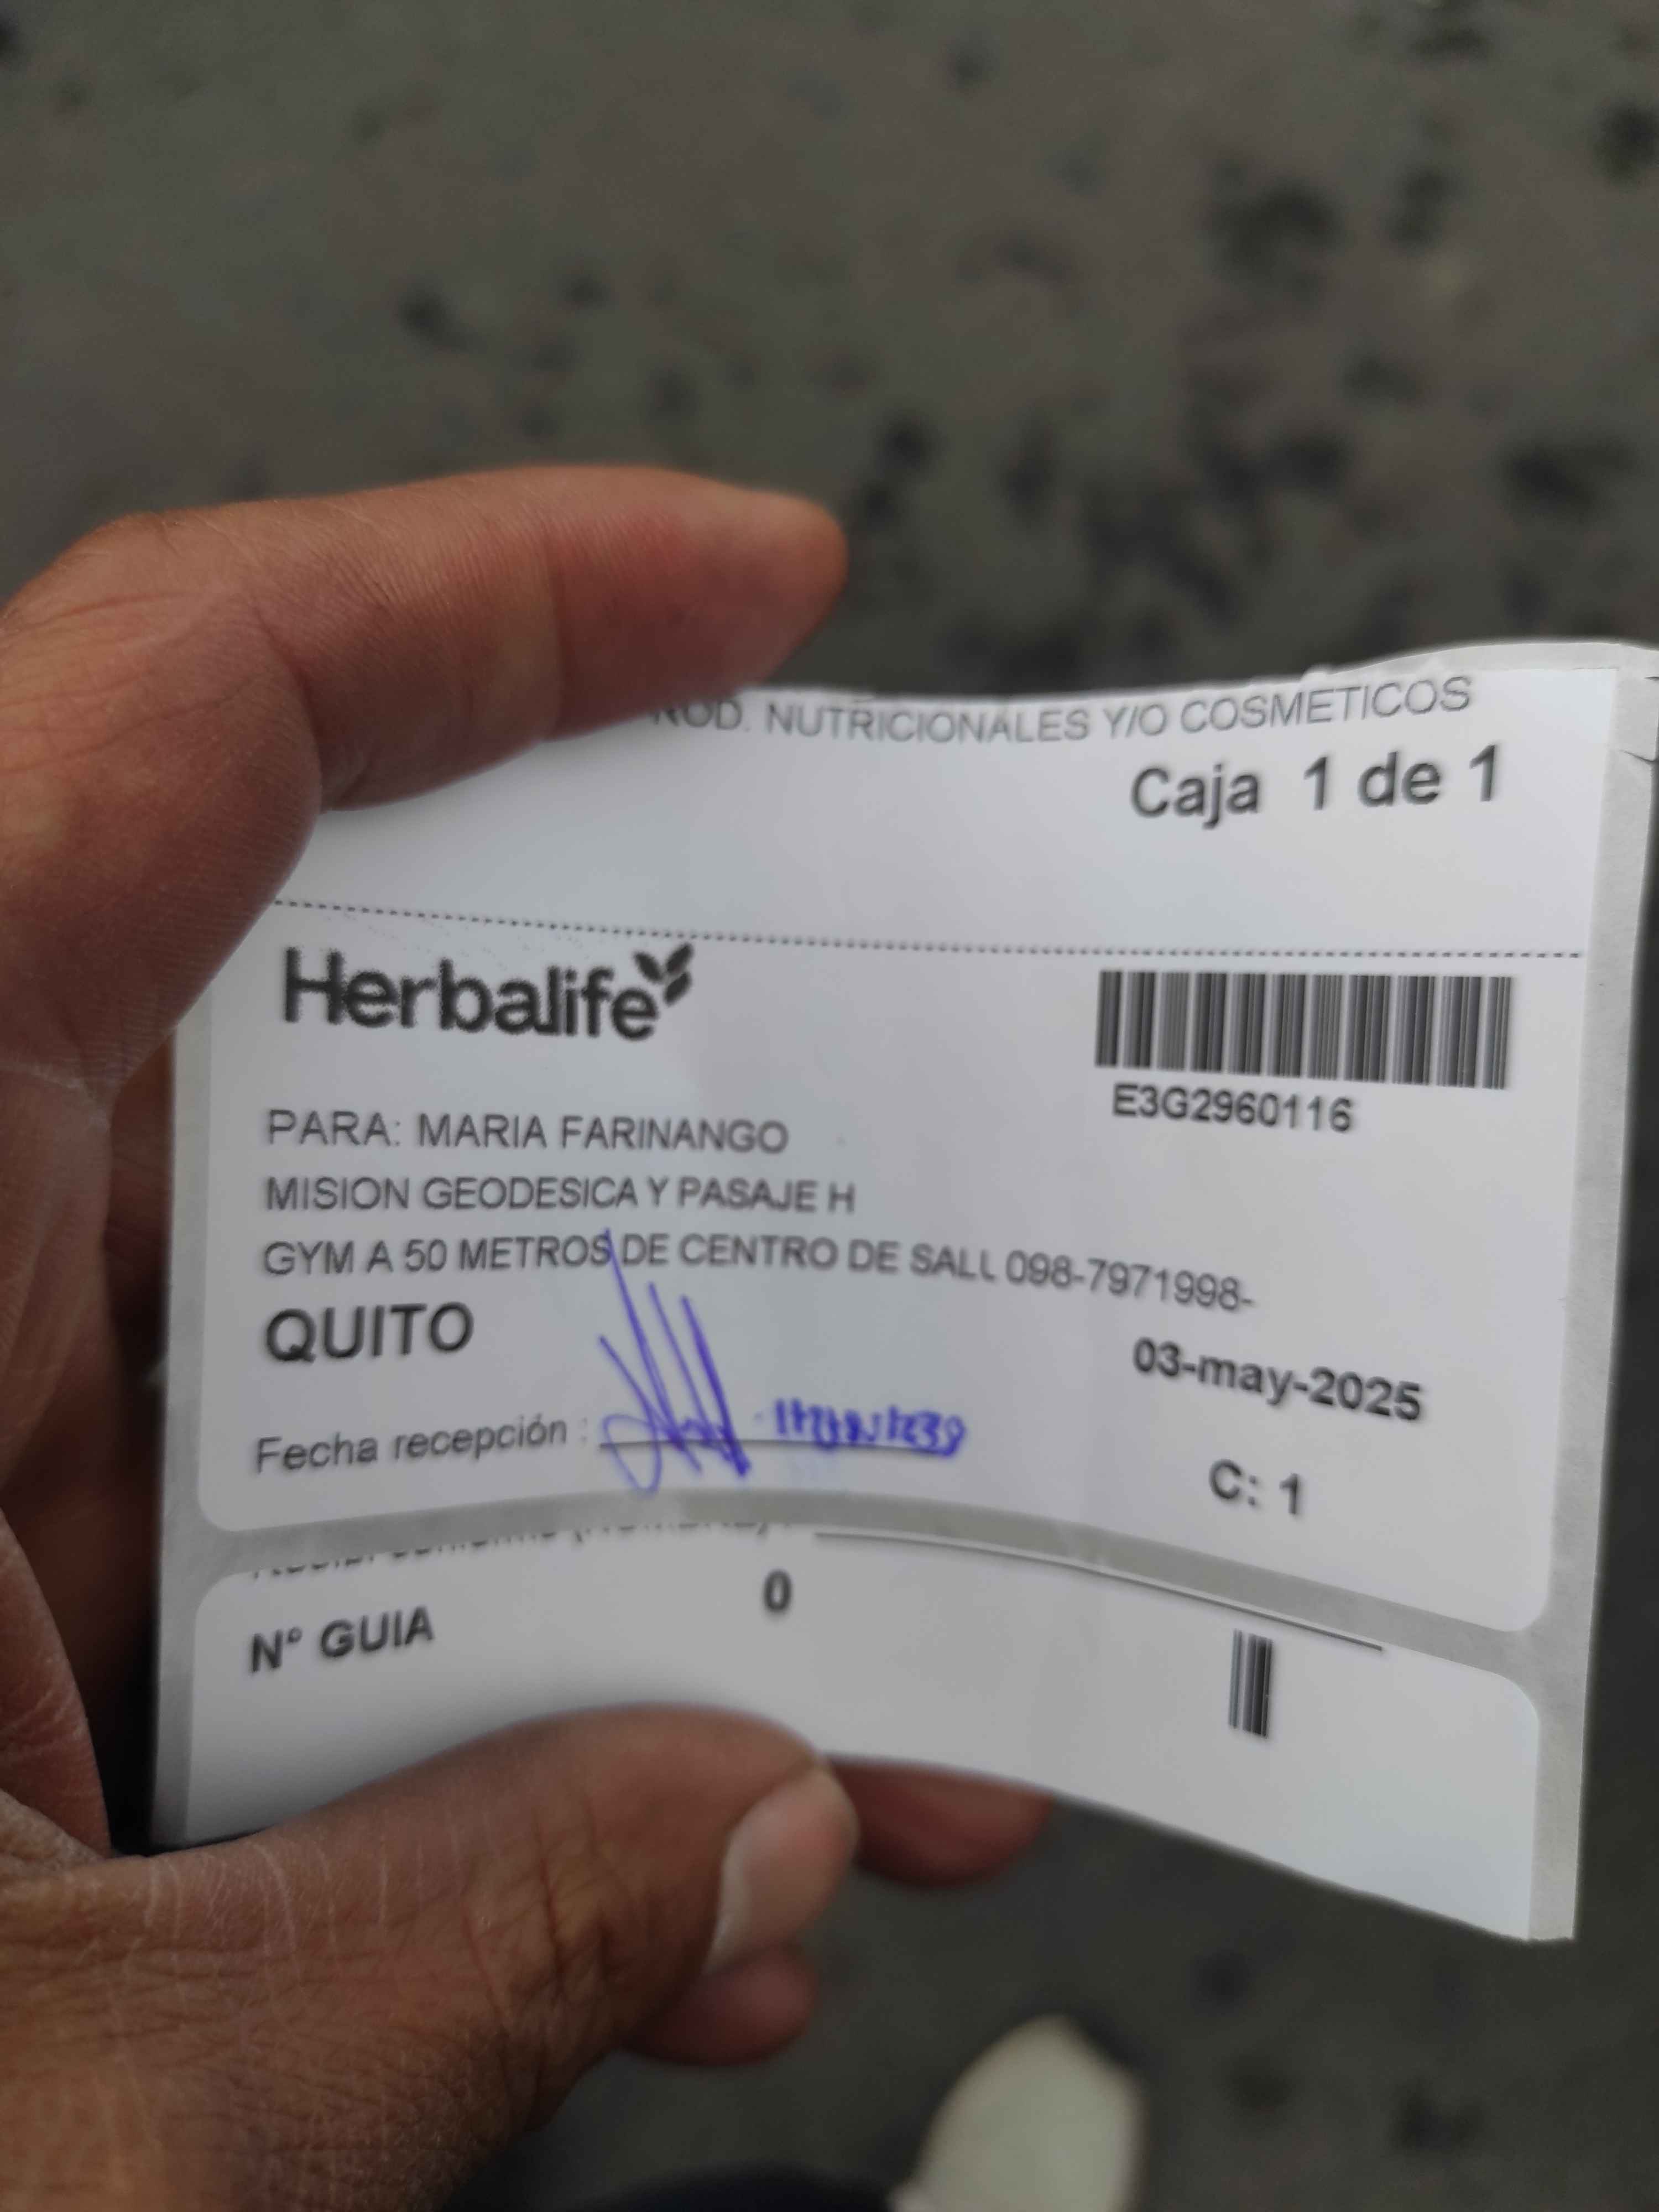 NUTRICIONALES Y/O COSMETICOS
Caja 1 de 1
Herbalife
E3G2960116
PARA: MARIA FARINANGO
MISION GEODESICA Y PASAJE H
GYM A 50 METROS DE CENTRO DE SALL 098-7971998-
QUITO
03-may-2025
Fecha recepción :
C: 1
N° GUIA 0